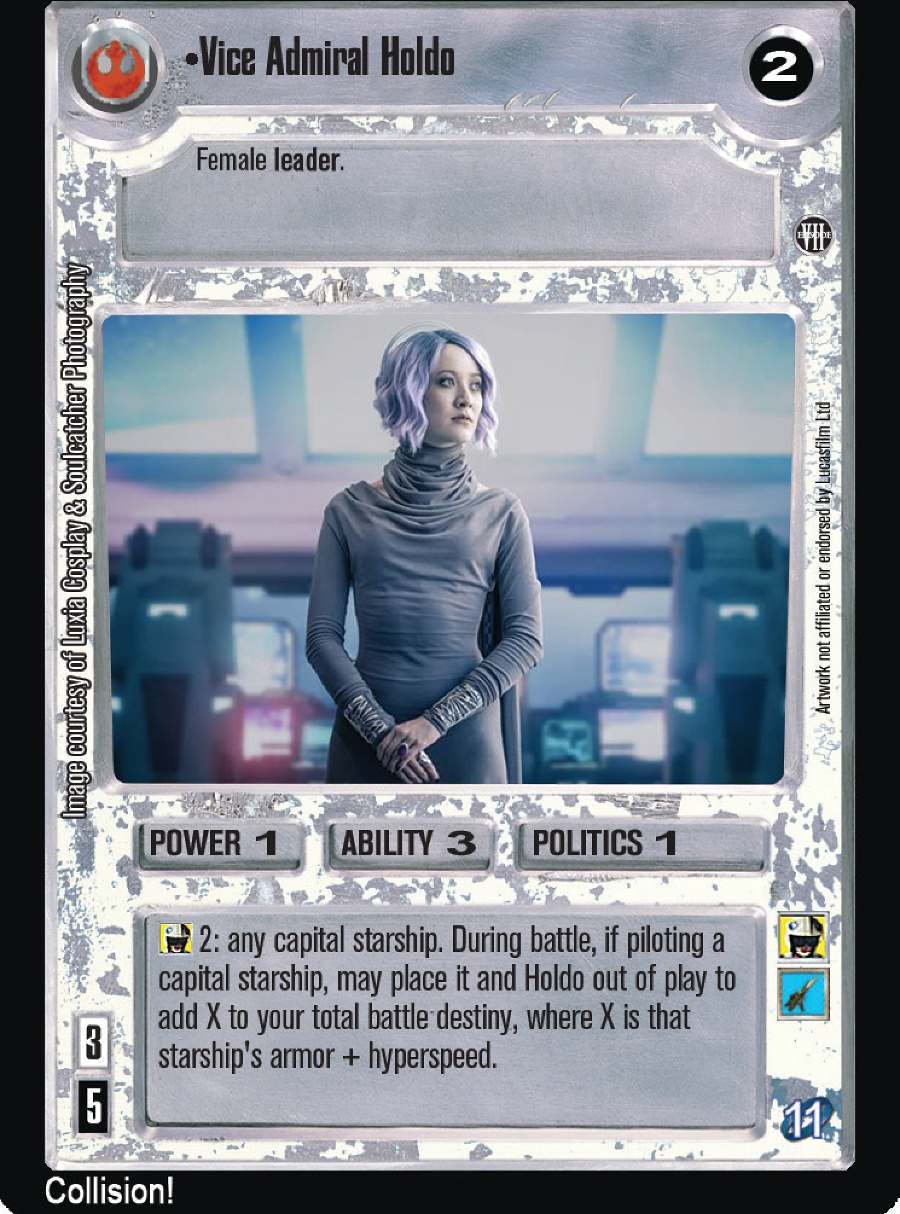 •Vice Admiral Holdo
2
Female leader.
EPISODE
VII
Image courtesy of Luxia Cosplay & Soulcatcher Photography
Artwork not affiliated or endorsed by Lucasfilm Ltd
POWER 1 ABILITY 3 POLITICS 1
2: any capital starship. During battle, if piloting a
capital starship, may place it and Holdo out of play to
add X to your total battle destiny, where X is that
starship's armor + hyperspeed.
3
5
11
Collision!